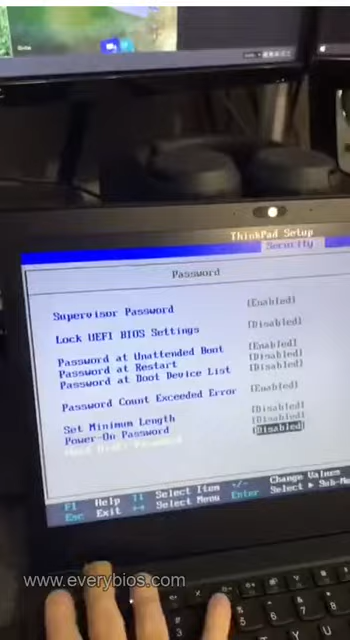 ThinkPad Setup
Security
Password
Supervisor Password [Enabled]
Lock UEFI BIOS Settings [Disabled]
Password at Unattended Boot [Enabled]
Password at Restart [Disabled]
Password at Boot Device List [Disabled]
Password Count Exceeded Error [Enabled]
Set Minimum Length [Disabled]
Power-On Password [Disabled]
Hard Disk1 Password [Disabled]
F1 Help ↑↓ Select Item -/+ Change Values
Esc Exit ↔ Select Menu Enter Select ▶ Sub-Me
www.everybios.com